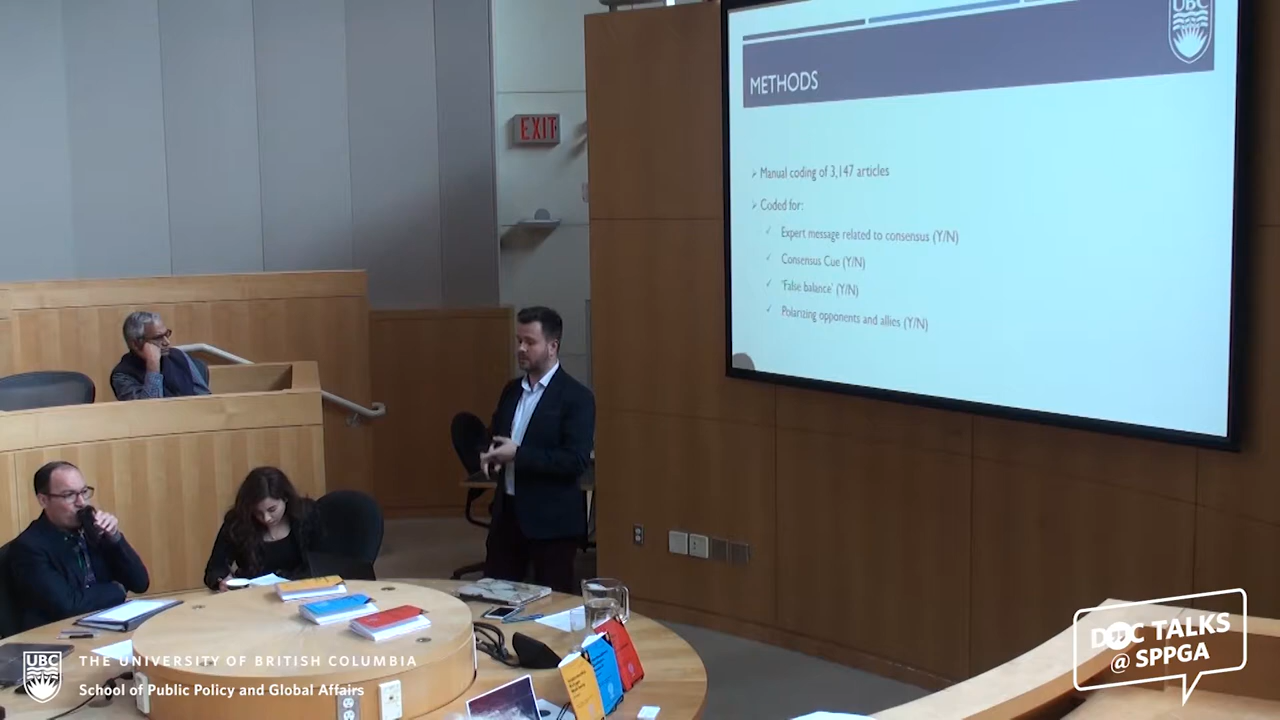 UBC
METHODS
Manual coding of 3,147 articles
Coded for:
Expert message related to consensus (Y/N)
Consensus Cue (Y/N)
'False balance' (Y/N)
Polarizing opponents and allies (Y/N)
EXIT
UBC
THE UNIVERSITY OF BRITISH COLUMBIA
School of Public Policy and Global Affairs
DOC TALKS
@ SPPGA